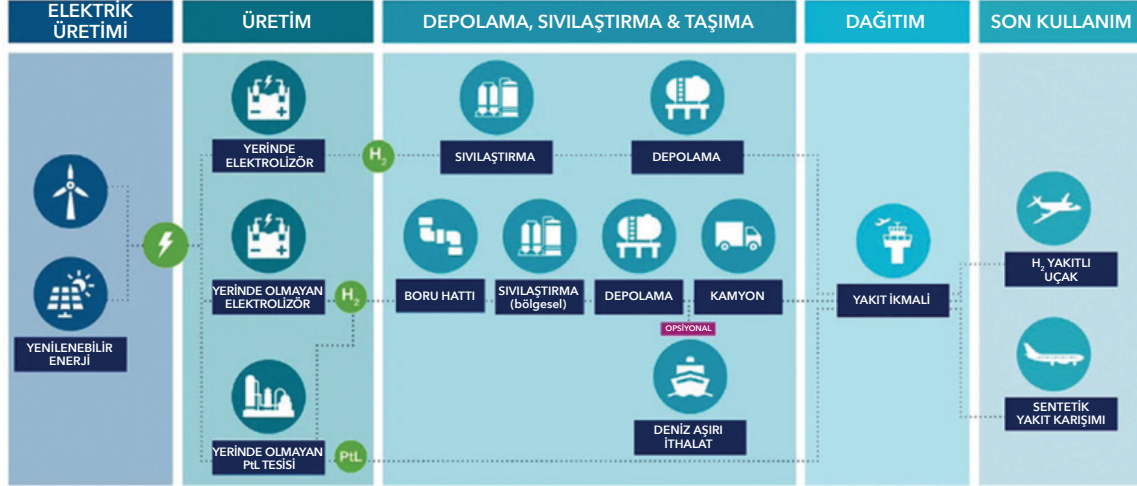 ELEKTRİK
ÜRETİMİ
ÜRETİM
DEPOLAMA, SIVILAŞTIRMA & TAŞIMA
DAĞITIM
SON KULLANIM
YERİNDE
ELEKTROLİZÖR
H₂
SIVILAŞTIRMA
DEPOLAMA
YERİNDE OLMAYAN
ELEKTROLİZÖR
H₂
BORU HATTI
SIVILAŞTIRMA
(bölgesel)
DEPOLAMA
KAMYON
YAKIT İKMALİ
H₂ YAKITLI
UÇAK
OPSİYONAL
YENİLENEBİLİR
ENERJİ
DENİZ AŞIRI
İTHALAT
SENTETİK
YAKIT KARIŞIMI
YERİNDE OLMAYAN
PtL TESİSİ
PtL